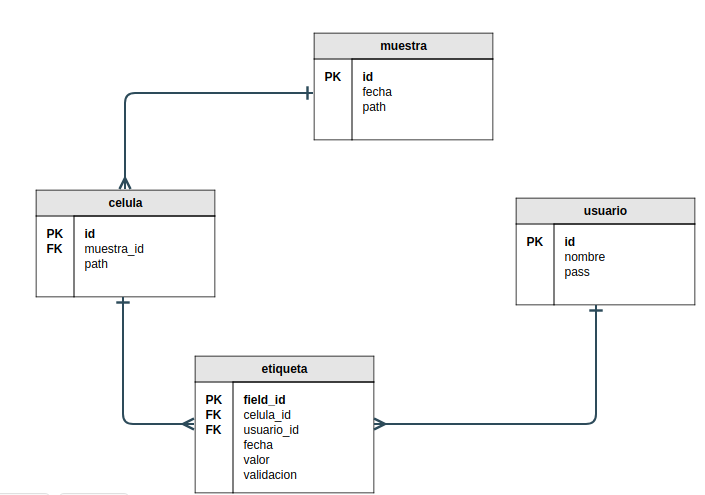 muestra
PK id
fecha
path
celula
PK id
FK muestra_id
path
usuario
PK id
nombre
pass
etiqueta
PK field_id
FK celula_id
FK usuario_id
fecha
valor
validacion